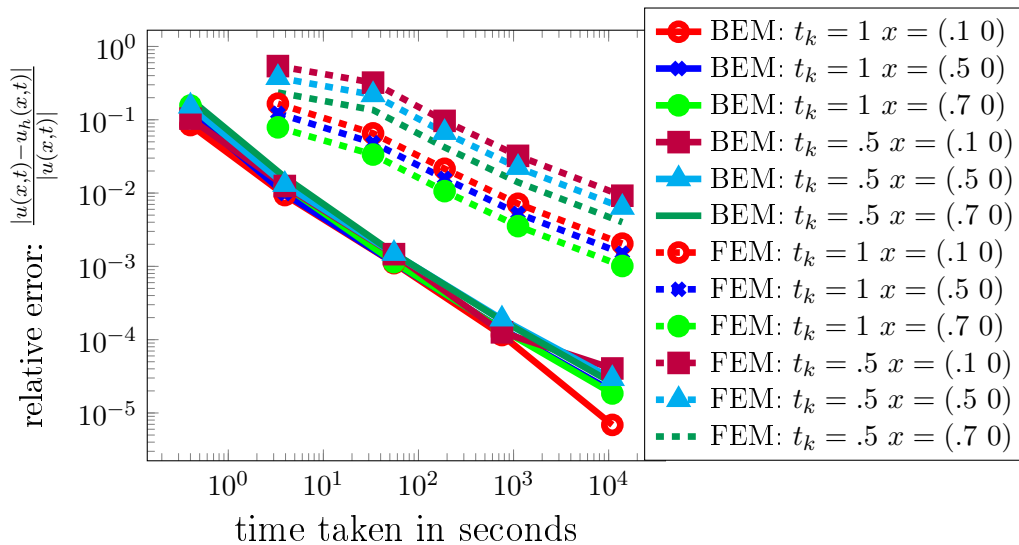 relative error: |u(x,t)−u_h(x,t)| / |u(x,t)|
10^0
10^{-1}
10^{-2}
10^{-3}
10^{-4}
10^{-5}
10^0 10^1 10^2 10^3 10^4
time taken in seconds
BEM: t_k = 1 x = (.1 0)
BEM: t_k = 1 x = (.5 0)
BEM: t_k = 1 x = (.7 0)
BEM: t_k = .5 x = (.1 0)
BEM: t_k = .5 x = (.5 0)
BEM: t_k = .5 x = (.7 0)
FEM: t_k = 1 x = (.1 0)
FEM: t_k = 1 x = (.5 0)
FEM: t_k = 1 x = (.7 0)
FEM: t_k = .5 x = (.1 0)
FEM: t_k = .5 x = (.5 0)
FEM: t_k = .5 x = (.7 0)